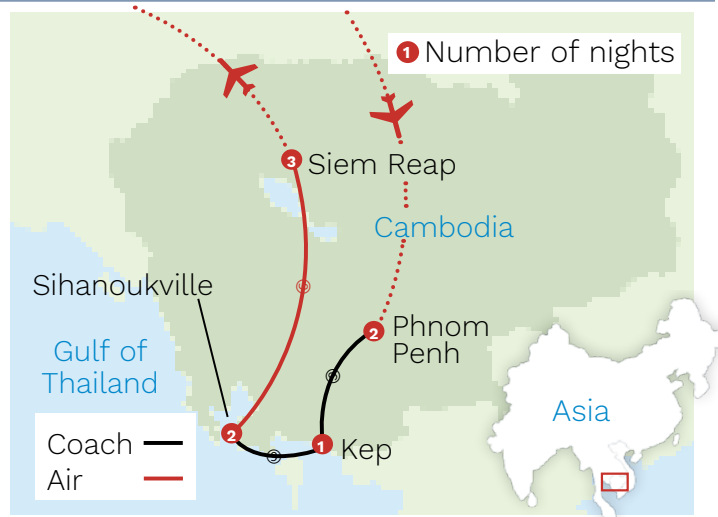 1 Number of nights
3 Siem Reap
Cambodia
Sihanoukville
2 Phnom
Penh
Gulf of
Thailand
Asia
2
1 Kep
Coach
Air